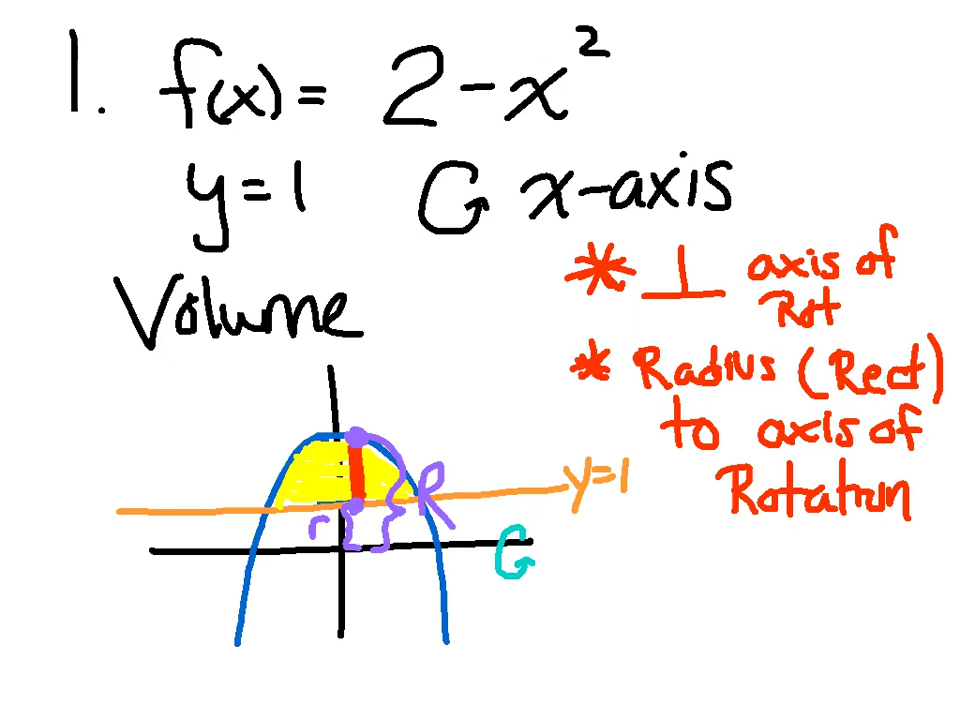 1. f(x) = 2 - x²
y = 1 G x-axis
* ⊥ axis of
Rot
Volume
* Radius (Rect)
to axis of
Rotation
y=1
R
r
G